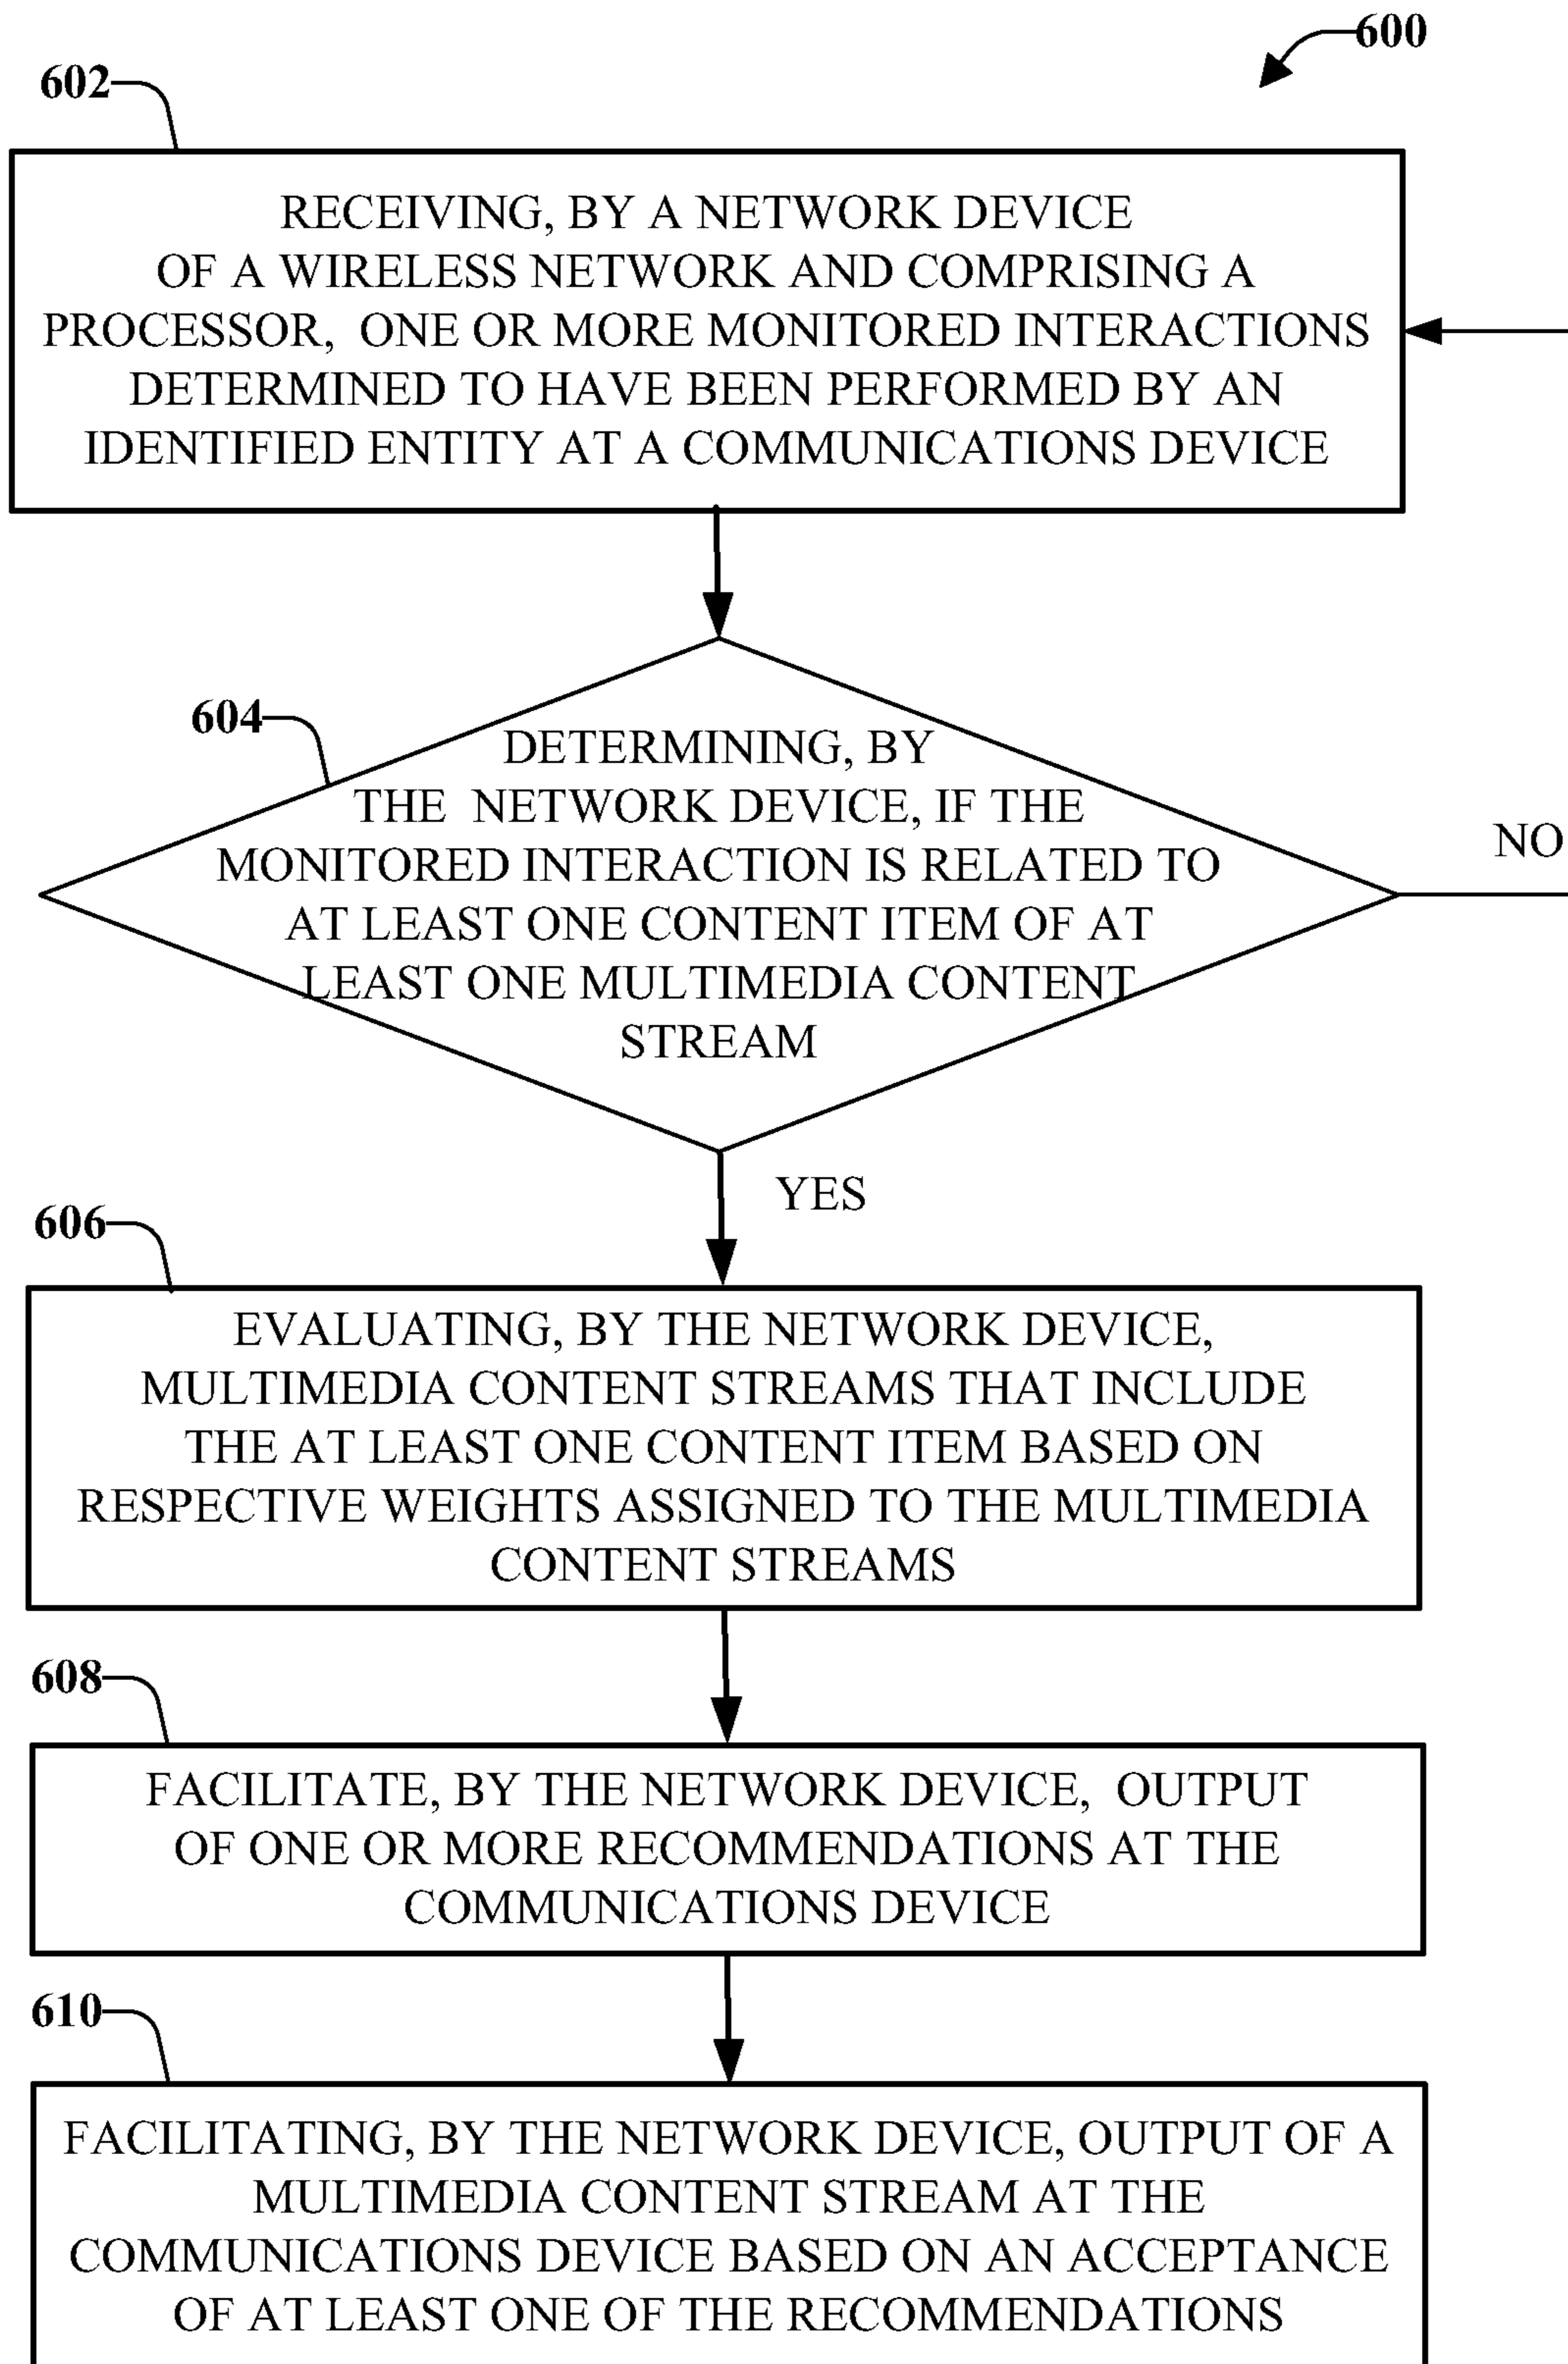 600
602
RECEIVING, BY A NETWORK DEVICE
OF A WIRELESS NETWORK AND COMPRISING A
PROCESSOR, ONE OR MORE MONITORED INTERACTIONS
DETERMINED TO HAVE BEEN PERFORMED BY AN
IDENTIFIED ENTITY AT A COMMUNICATIONS DEVICE
604
DETERMINING, BY
THE NETWORK DEVICE, IF THE
MONITORED INTERACTION IS RELATED TO
AT LEAST ONE CONTENT ITEM OF AT
LEAST ONE MULTIMEDIA CONTENT
STREAM
NO
YES
606
EVALUATING, BY THE NETWORK DEVICE,
MULTIMEDIA CONTENT STREAMS THAT INCLUDE
THE AT LEAST ONE CONTENT ITEM BASED ON
RESPECTIVE WEIGHTS ASSIGNED TO THE MULTIMEDIA
CONTENT STREAMS
608
FACILITATE, BY THE NETWORK DEVICE, OUTPUT
OF ONE OR MORE RECOMMENDATIONS AT THE
COMMUNICATIONS DEVICE
610
FACILITATING, BY THE NETWORK DEVICE, OUTPUT OF A
MULTIMEDIA CONTENT STREAM AT THE
COMMUNICATIONS DEVICE BASED ON AN ACCEPTANCE
OF AT LEAST ONE OF THE RECOMMENDATIONS